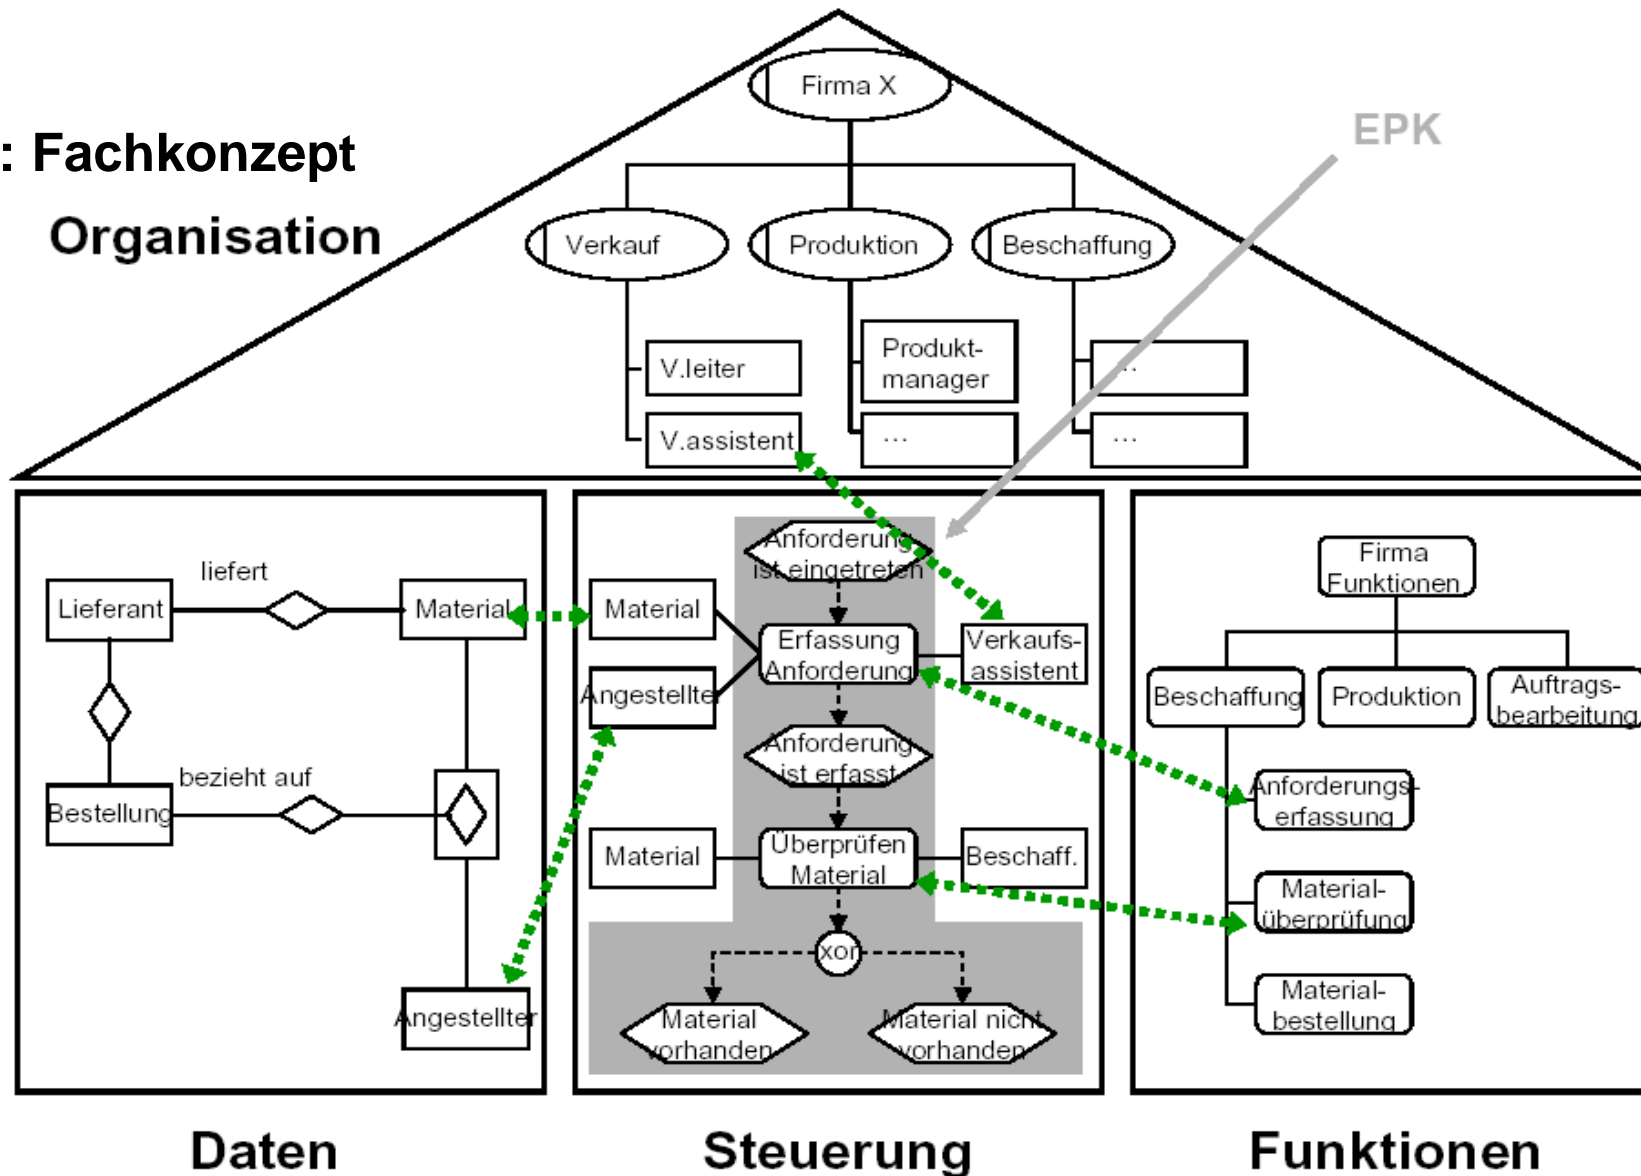 Firma X
EPK
: Fachkonzept
Organisation
Verkauf
Produktion
Beschaffung
V.leiter
Produkt-
manager
...
V.assistent
...
...
Anforderung
ist eingetreten
liefert
Lieferant
Material
Material
Erfassung
Anforderung
Verkaufs-
assistent
Angestellter
Anforderung
ist erfasst
bezieht auf
Bestellung
Material
Überprüfen
Material
Beschaff.
xor
Angestellter
Material
vorhanden
Material nicht
vorhanden
Firma
Funktionen
Beschaffung
Produktion
Auftrags-
bearbeitung
Anforderungs-
erfassung
Material-
überprüfung
Material-
bestellung
Daten
Steuerung
Funktionen